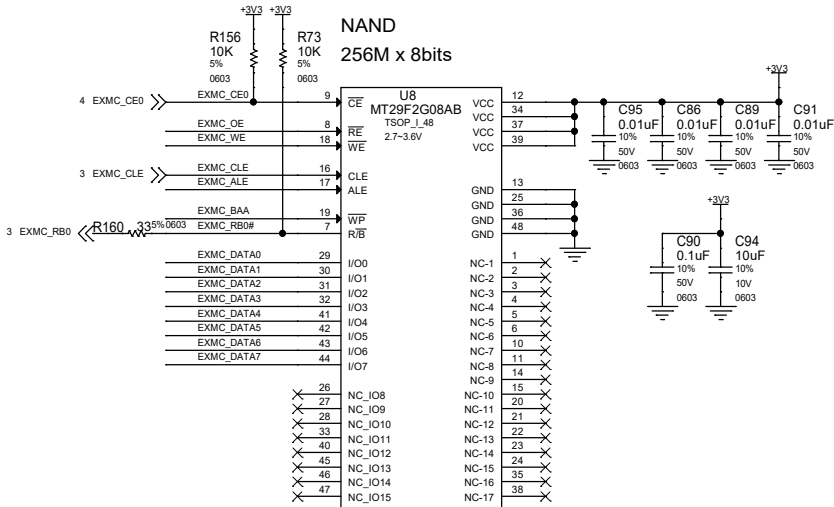 +3V3 +3V3
NAND
256M x 8bits
R156
10K
5%
0603
R73
10K
5%
0603
U8
MT29F2G08AB
TSOP_I_48
2.7~3.6V
4 EXMC_CE0 EXMC_CE0 9 CE
EXMC_OE 8 RE
EXMC_WE 18 WE
3 EXMC_CLE EXMC_CLE 16 CLE
EXMC_ALE 17 ALE
EXMC_BAA 19 WP
3 EXMC_RB0 R160 33 5% 0603 EXMC_RB0# 7 R/B
EXMC_DATA0 29 I/O0
EXMC_DATA1 30 I/O1
EXMC_DATA2 31 I/O2
EXMC_DATA3 32 I/O3
EXMC_DATA4 41 I/O4
EXMC_DATA5 42 I/O5
EXMC_DATA6 43 I/O6
EXMC_DATA7 44 I/O7
26 NC_IO8
27 NC_IO9
28 NC_IO10
33 NC_IO11
40 NC_IO12
45 NC_IO13
46 NC_IO14
47 NC_IO15
VCC 12
VCC 34
VCC 37
VCC 39
GND 13
GND 25
GND 36
GND 48
NC-1 1
NC-2 2
NC-3 3
NC-4 4
NC-5 5
NC-6 6
NC-7 10
NC-8 11
NC-9 14
NC-10 15
NC-11 20
NC-12 21
NC-13 22
NC-14 23
NC-15 24
NC-16 35
NC-17 38
+3V3
C95
0.01uF
10%
50V
0603
C86
0.01uF
10%
50V
0603
C89
0.01uF
10%
50V
0603
C91
0.01uF
10%
50V
0603
+3V3
C90
0.1uF
10%
50V
0603
C94
10uF
10%
10V
0603